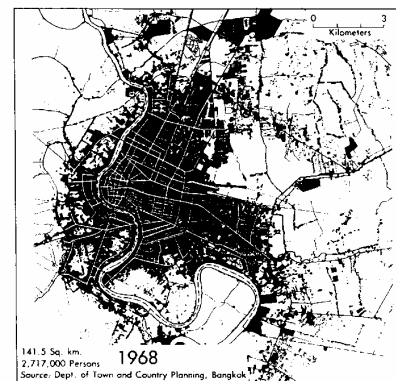 0 3
Kilometers
141.5 Sq. km.
2,717,000 Persons
1968
Source: Dept. of Town and Country Planning, Bangkok